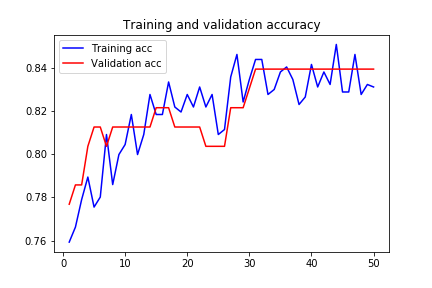 Training and validation accuracy
Training acc
Validation acc
0.84
0.82
0.80
0.78
0.76
0 10 20 30 40 50